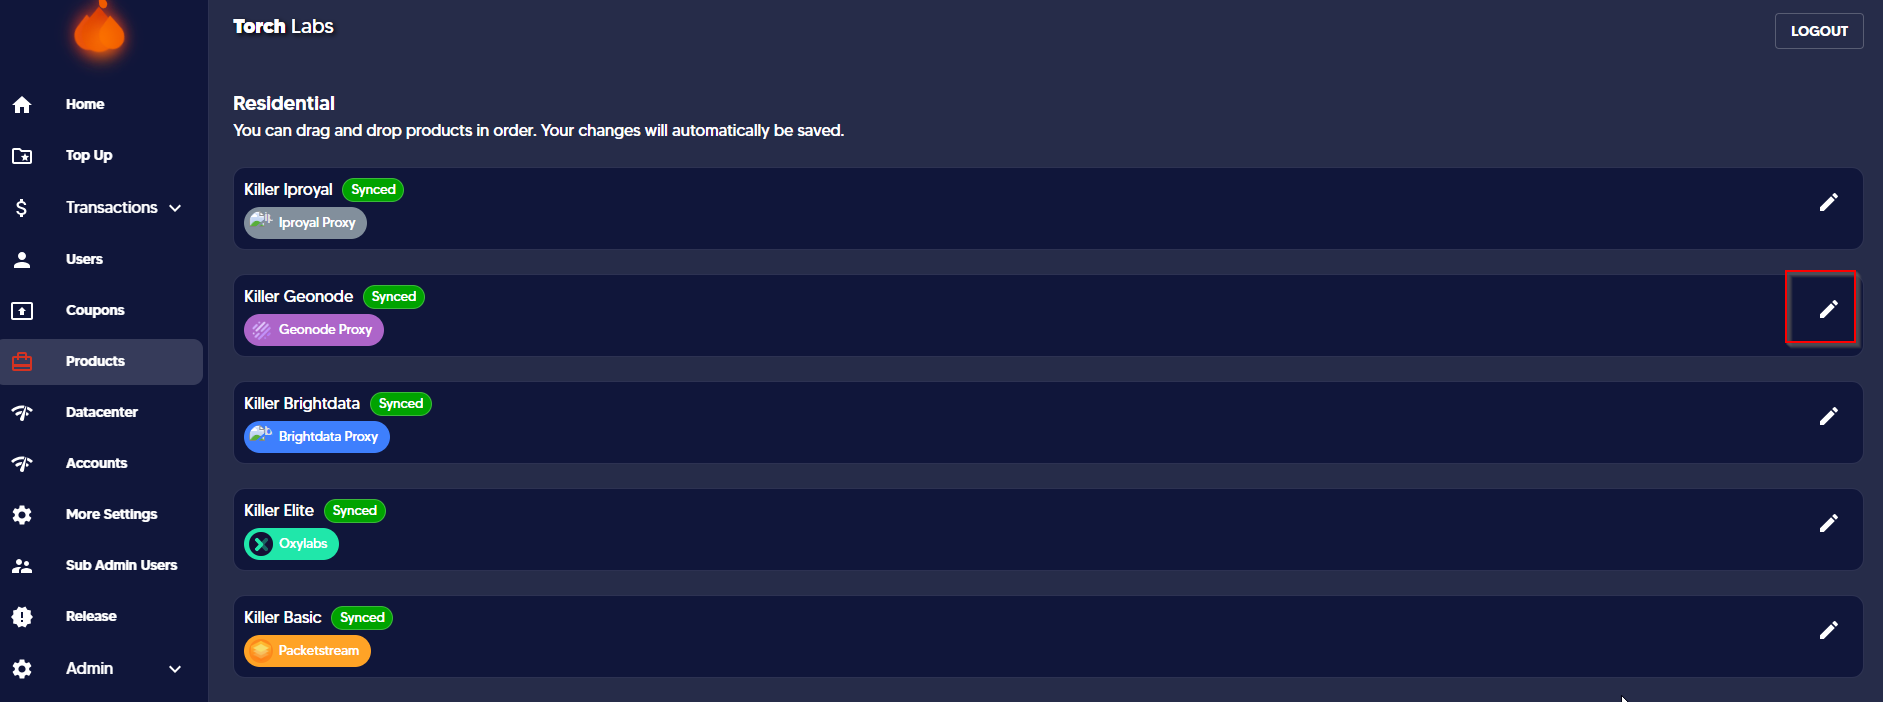 Torch Labs
LOGOUT
Home
Top Up
Transactions
Users
Coupons
Products
Datacenter
Accounts
More Settings
Sub Admin Users
Release
Admin
Residential
You can drag and drop products in order. Your changes will automatically be saved.
Killer Iproyal Synced
Iproyal Proxy
Killer Geonode Synced
Geonode Proxy
Killer Brightdata Synced
Brightdata Proxy
Killer Elite Synced
Oxylabs
Killer Basic Synced
Packetstream